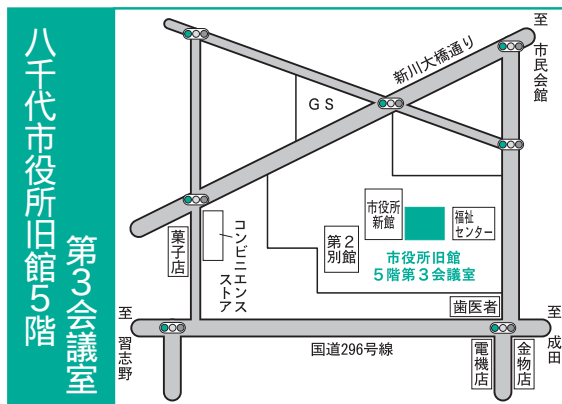 八千代市役所旧館5階
第3会議室
至 市民会館
新川大橋通り
GS
市役所
新館
福祉
センター
第2
別館
市役所旧館
5階第3会議室
菓子店
コンビニエンス
ストア
歯医者
至 習志野
国道296号線
至 成田
電機店
金物店